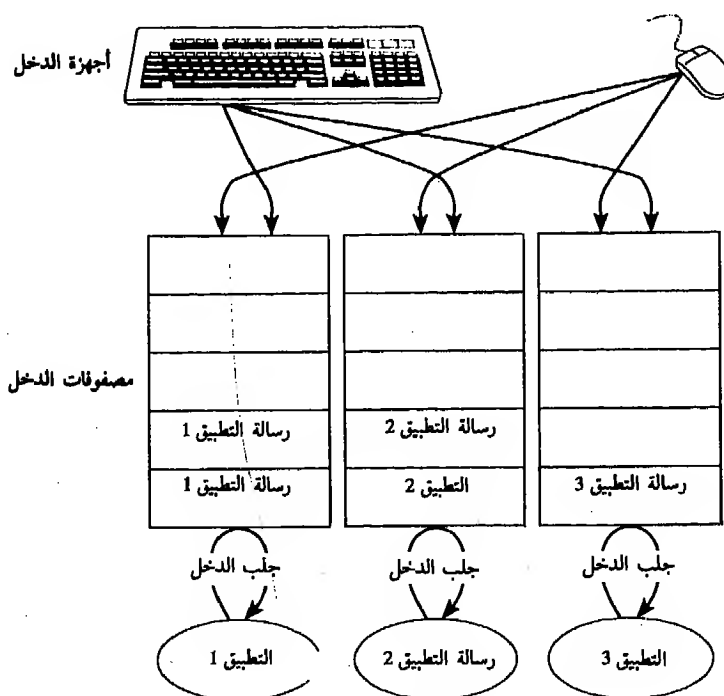 أجهزة الدخل
مصفوفات الدخل
رسالة التطبيق 1
رسالة التطبيق 2
رسالة التطبيق 1
التطبيق 2
رسالة التطبيق 3
جلب الدخل
جلب الدخل
جلب الدخل
التطبيق 1
رسالة التطبيق 2
التطبيق 3